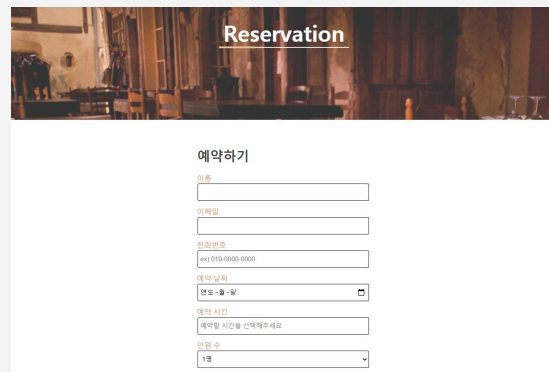 Reservation
예약하기
이름
이메일
전화번호
ex) 010-0000-0000
예약 날짜
연도-월-일
예약 시간
예약할 시간을 선택해주세요
인원 수
1명